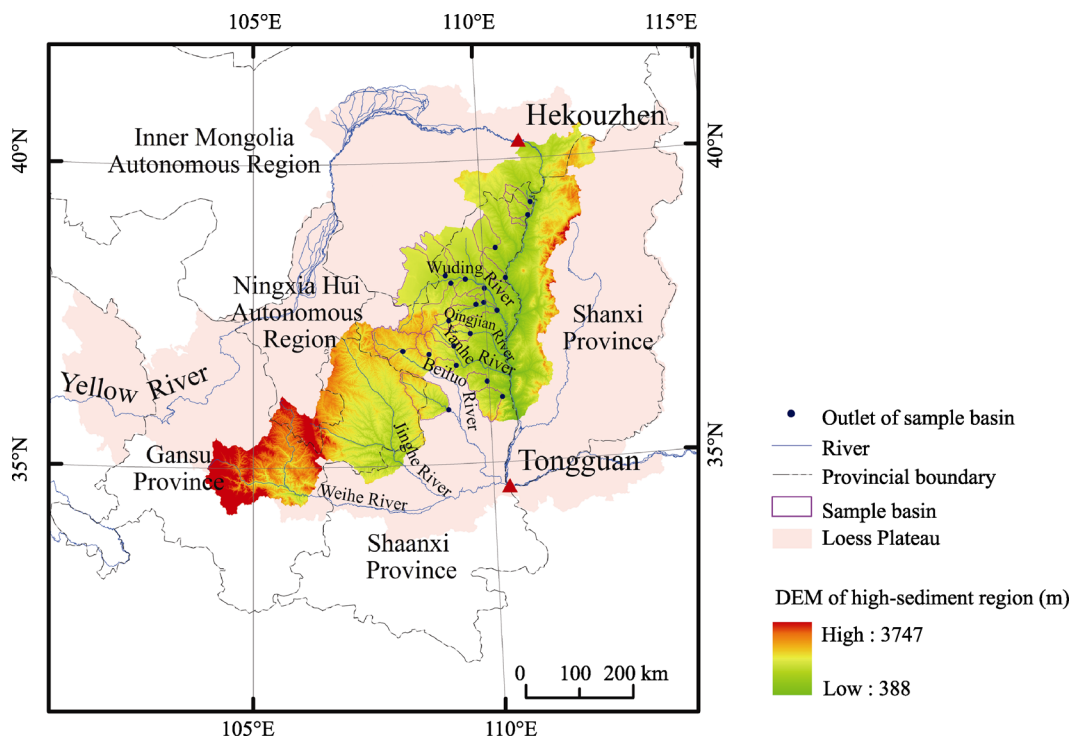 105°E
110°E
115°E
40°N
40°N
Hekouzhen
Inner Mongolia
Autonomous Region
Wuding
River
Ningxia Hui
Autonomous
Region
Qingjian
River
Yanhe
River
Shanxi
Province
Beiluo
River
Yellow River
35°N
35°N
Jinghe River
Gansu
Province
Tongguan
Weihe River
Shaanxi
Province
0 100 200 km
105°E
110°E
Outlet of sample basin
River
Provincial boundary
Sample basin
Loess Plateau
DEM of high-sediment region (m)
High : 3747
Low : 388